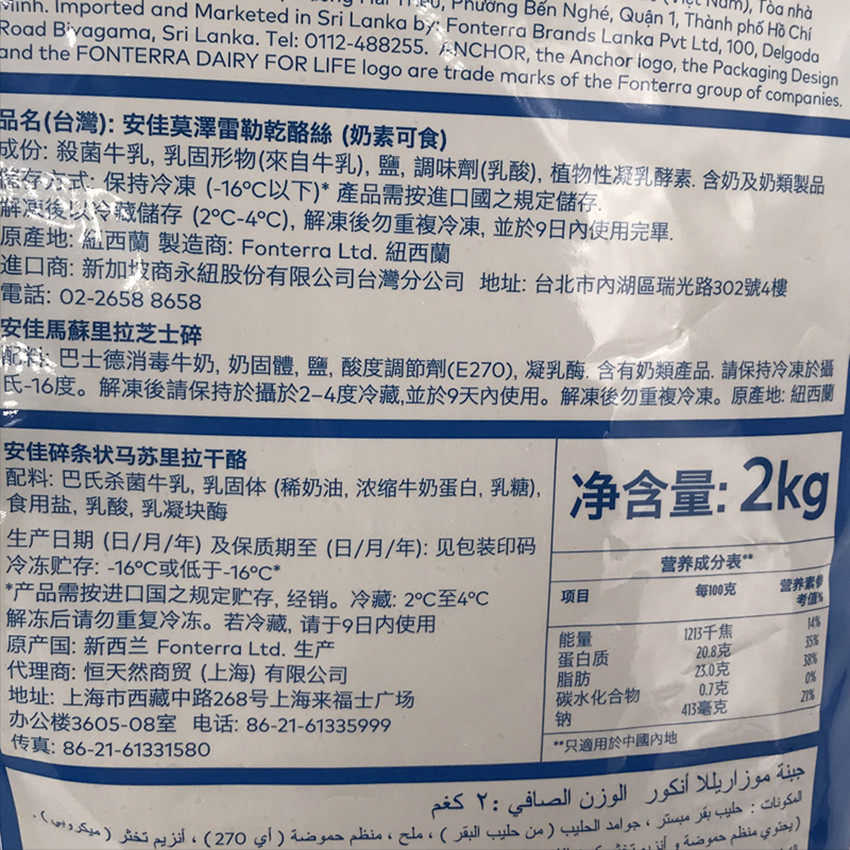 (Việt Nam), Tòa nhà
Phường Bến Nghé, Quận 1, Thành phố Hồ Chí
Minh. Imported and Marketed in Sri Lanka by, Fonterra Brands Lanka Pvt Ltd, 100, Delgoda
Road Biyagama, Sri Lanka. Tel: 0112-488255. ANCHOR, the Anchor logo, the Packaging Design
and the FONTERRA DAIRY FOR LIFE logo are trade marks of the Fonterra group of companies.
品名(台灣): 安佳莫澤雷勒乾酪絲 (奶素可食)
成份: 殺菌牛乳, 乳固形物(來自牛乳), 鹽, 調味劑(乳酸), 植物性凝乳酵素. 含奶及奶類製品
儲存方式: 保持冷凍 (-16°C以下)* 產品需按進口國之規定儲存.
解凍後以冷藏儲存 (2°C-4°C), 解凍後勿重複冷凍, 並於9日內使用完畢.
原產地: 紐西蘭 製造商: Fonterra Ltd. 紐西蘭
進口商: 新加坡商永紐股份有限公司台灣分公司 地址: 台北市內湖區瑞光路302號4樓
電話: 02-2658 8658
安佳馬蘇里拉芝士碎
配料: 巴士德消毒牛奶, 奶固體, 鹽, 酸度調節劑(E270), 凝乳酶. 含有奶類產品. 請保持冷凍於攝
氏-16度。解凍後請保持於攝於2-4度冷藏,並於9天內使用。解凍後勿重複冷凍。原產地: 紐西蘭
安佳碎条状马苏里拉干酪
配料: 巴氏杀菌牛乳, 乳固体 (稀奶油, 浓缩牛奶蛋白, 乳糖),
食用盐, 乳酸, 乳凝块酶
生产日期 (日/月/年) 及保质期至 (日/月/年): 见包装印码
冷冻贮存: -16°C或低于-16°C*
*产品需按进口国之规定贮存, 经销。冷藏: 2°C至4°C
解冻后请勿重复冷冻。若冷藏, 请于9日内使用
原产国: 新西兰 Fonterra Ltd. 生产
代理商: 恒天然商贸 (上海) 有限公司
地址: 上海市西藏中路268号上海来福士广场
办公楼3605-08室 电话: 86-21-61335999
传真: 86-21-61331580
净含量: 2kg
营养成分表**
项目 每100克 营养素参考值%
能量 1213千焦 14%
蛋白质 20.8克 35%
脂肪 23.0克 38%
碳水化合物 0.7克 0%
钠 413毫克 21%
**只適用於中國內地
جبنة موزاريللا أنكور الوزن الصافي : ٢ كغم
المكونات : حليب بقر مبستر ، جوامد الحليب ( من حليب البقر ) ، ملح ، منظم حموضة ( أي 270 ) ، أنزيم تخثر ( ميكروبي ) .
(يحتوي منظم حموضة و أنزيم